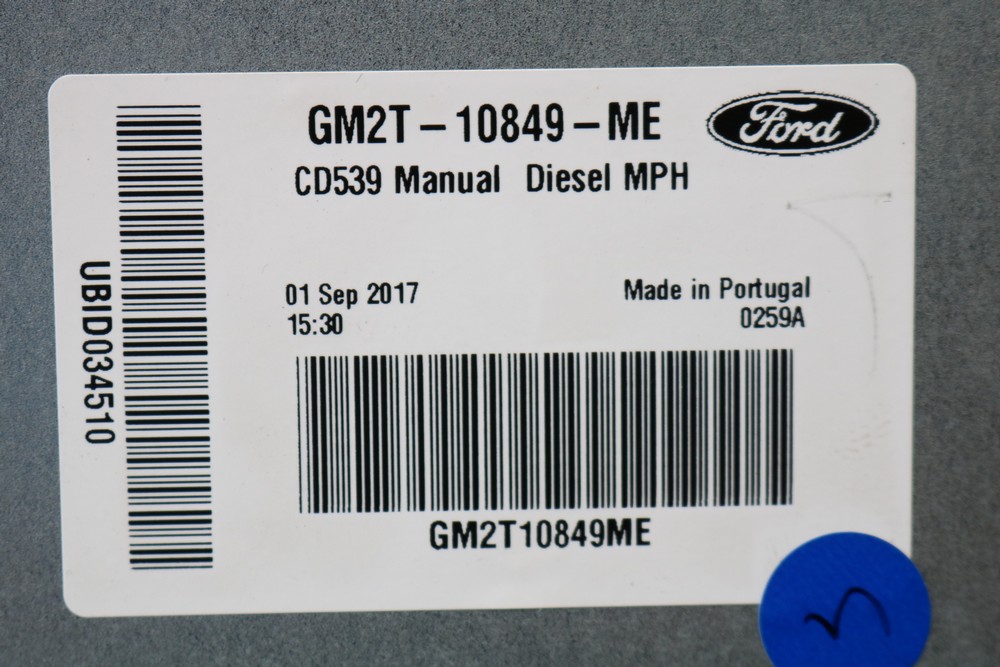 GM2T-10849-ME
Ford
CD539 Manual Diesel MPH
01 Sep 2017
Made in Portugal
15:30
0259A
UBID034510
GM2T10849ME